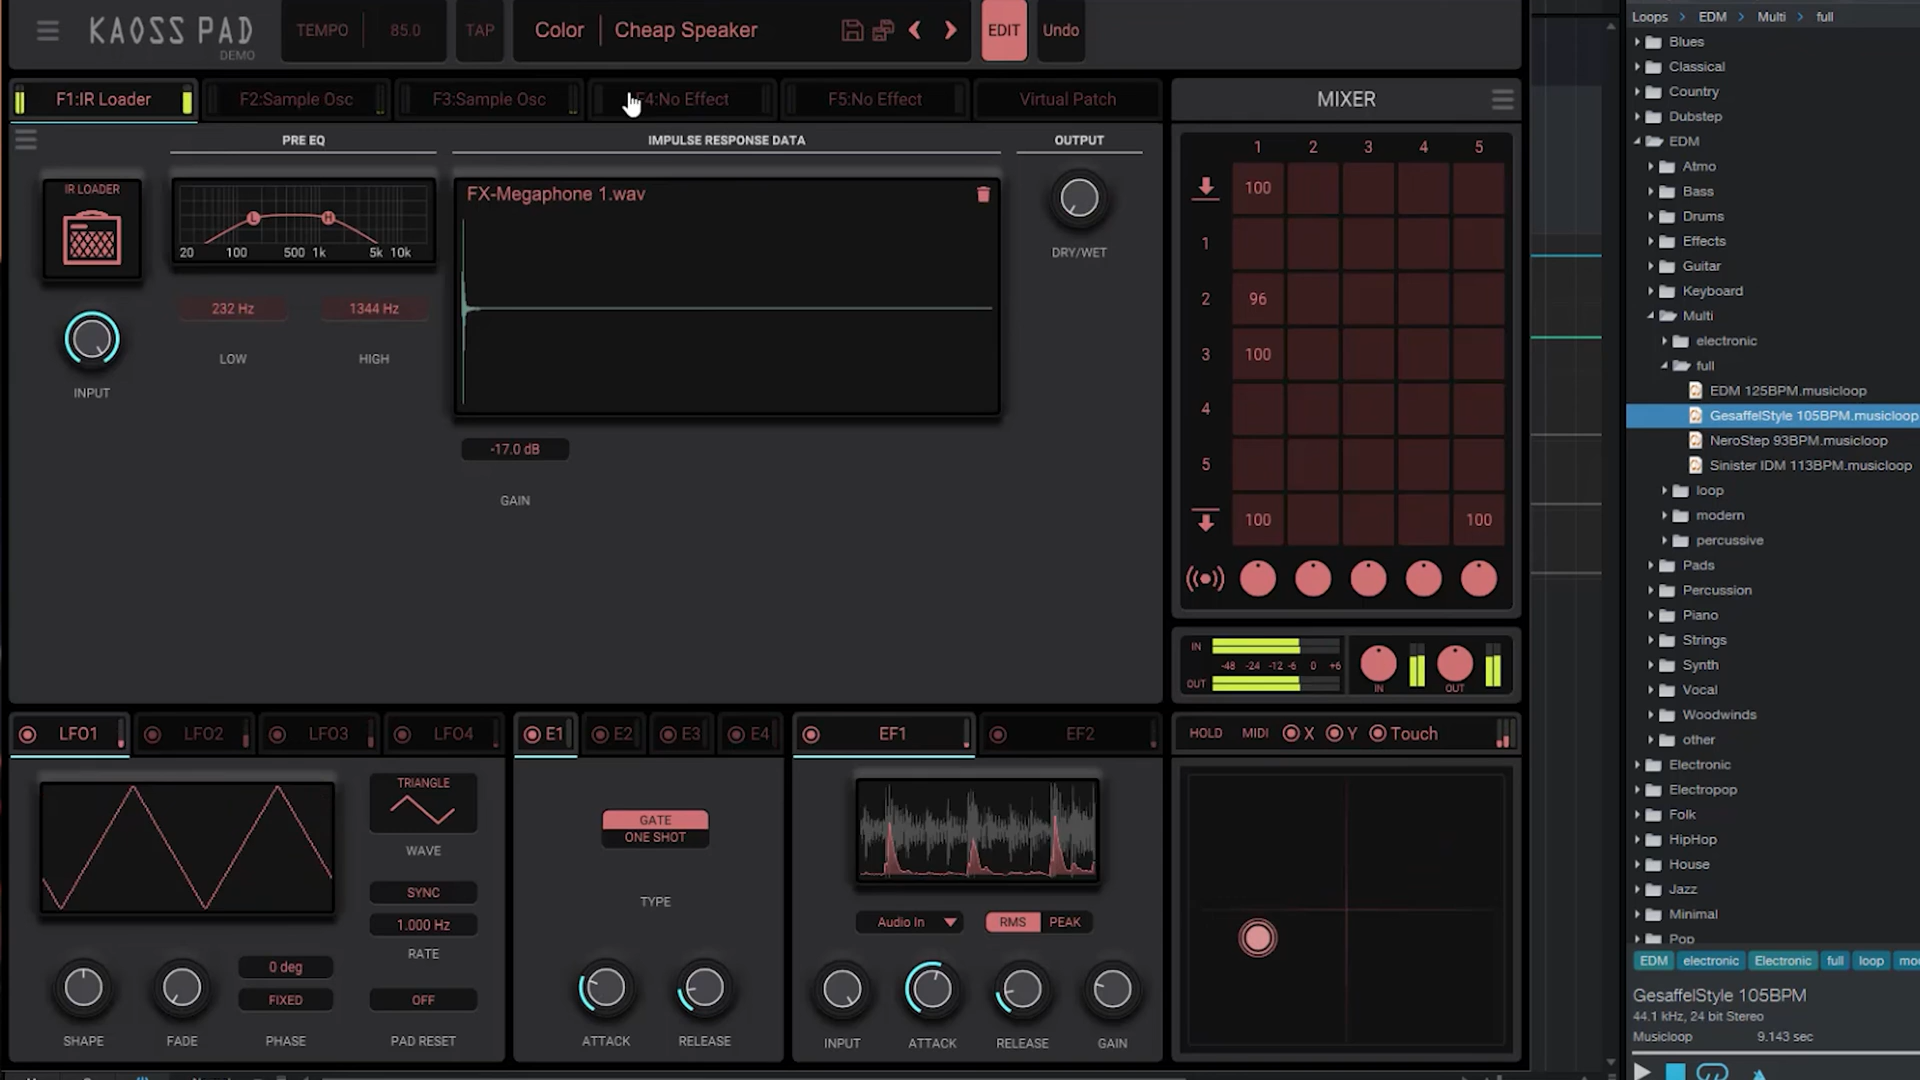 KAOSS PAD
DEMO
TEMPO 85.0 TAP
Color Cheap Speaker
EDIT Undo
F1:IR Loader F2:Sample Osc F3:Sample Osc F4:No Effect F5:No Effect Virtual Patch
PRE EQ IMPULSE RESPONSE DATA OUTPUT
IR LOADER
L H
20 100 500 1k 5k 10k
FX-Megaphone 1.wav
DRY/WET
232 Hz 1344 Hz
LOW HIGH
INPUT
-17.0 dB
GAIN
MIXER
1 2 3 4 5
100
1
2 96
3 100
4
5
100 100
IN
-48 -24 -12 -6 0 +6
OUT
IN OUT
LFO1 LFO2 LFO3 LFO4
E1 E2 E3 E4
EF1 EF2
HOLD MIDI X Y Touch
TRIANGLE
WAVE
SYNC
1.000 Hz
RATE
0 deg
FIXED
OFF
SHAPE FADE PHASE PAD RESET
GATE
ONE SHOT
TYPE
ATTACK RELEASE
Audio In RMS PEAK
INPUT ATTACK RELEASE GAIN
Loops > EDM > Multi > full
Blues
Classical
Country
Dubstep
EDM
Atmo
Bass
Drums
Effects
Guitar
Keyboard
Multi
electronic
full
EDM 125BPM.musicloop
GesaffelStyle 105BPM.musicloop
NeroStep 93BPM.musicloop
Sinister IDM 113BPM.musicloop
loop
modern
percussive
Pads
Percussion
Piano
Strings
Synth
Vocal
Woodwinds
other
Electronic
Electropop
Folk
HipHop
House
Jazz
Minimal
Pop
EDM electronic Electronic full loop
GesaffelStyle 105BPM
44.1 kHz, 24 bit Stereo
Musicloop 9.143 sec